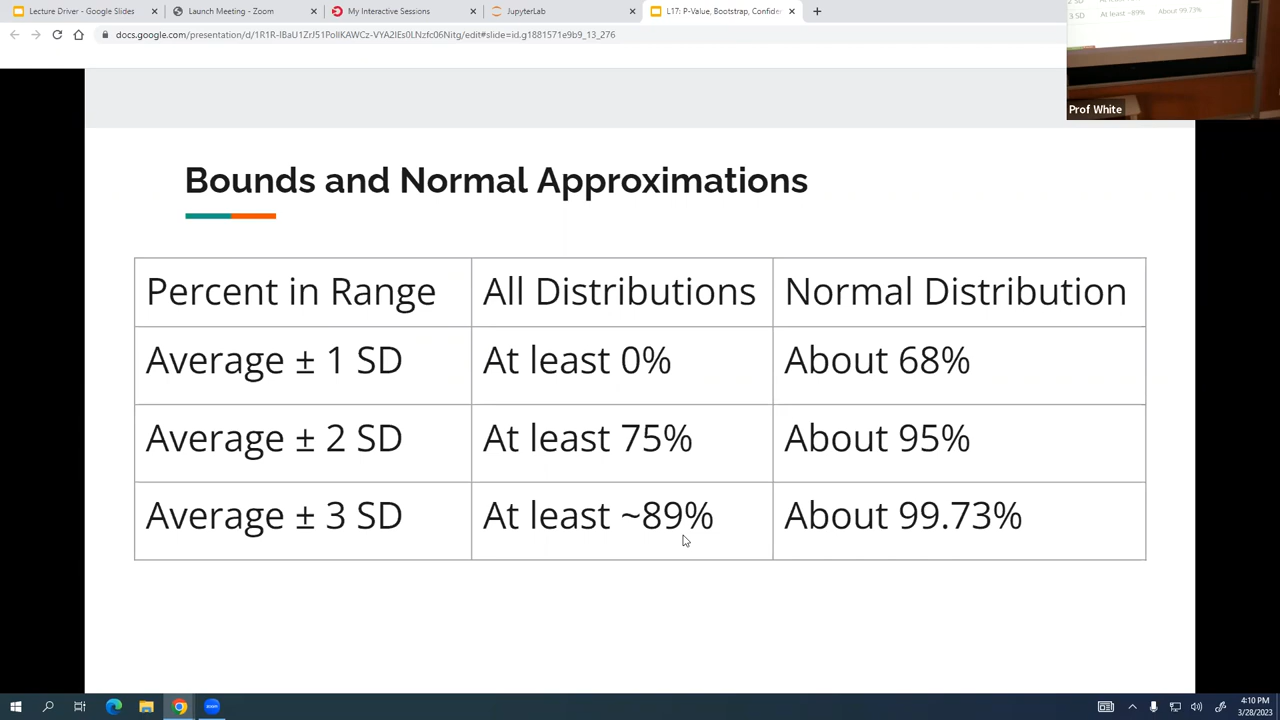 Lecture Driver - Google Slides
Launch Meeting - Zoom
My Interactive Sessions
JupyterLab
L17: P-Value, Bootstrap, Confide
Prof White
Bounds and Normal Approximations
Percent in Range All Distributions Normal Distribution
Average ± 1 SD At least 0% About 68%
Average ± 2 SD At least 75% About 95%
Average ± 3 SD At least ~89% About 99.73%
4:10 PM
3/28/2023